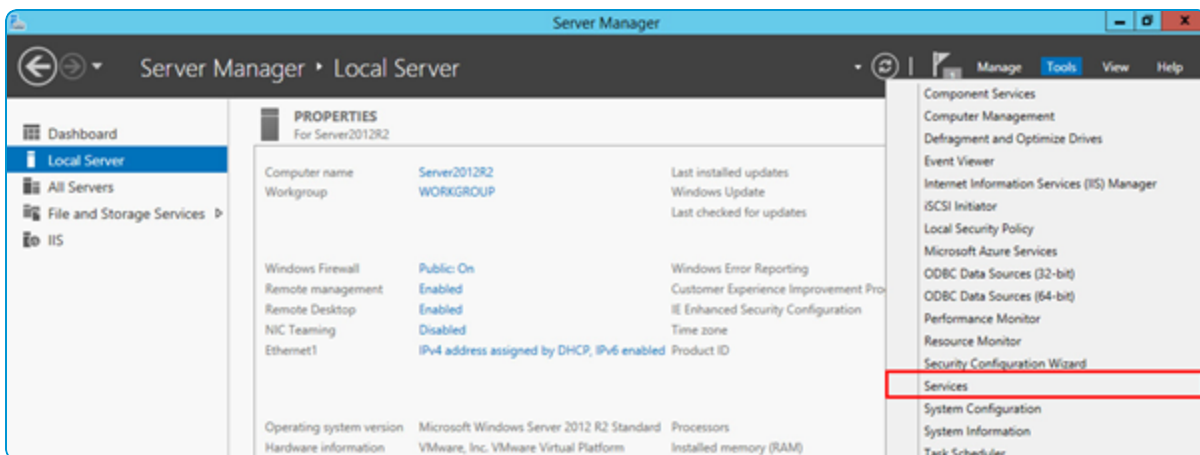 Server Manager
Server Manager ‣ Local Server
Manage Tools View Help
Dashboard
Local Server
All Servers
File and Storage Services
IIS
PROPERTIES
For Server2012R2
Computer name Server2012R2 Last installed updates
Workgroup WORKGROUP Windows Update
Last checked for updates
Windows Firewall Public: On Windows Error Reporting
Remote management Enabled Customer Experience Improvement Pro
Remote Desktop Enabled IE Enhanced Security Configuration
NIC Teaming Disabled Time zone
Ethernet1 IPv4 address assigned by DHCP, IPv6 enabled Product ID
Operating system version Microsoft Windows Server 2012 R2 Standard Processors
Hardware information VMware, Inc. VMware Virtual Platform Installed memory (RAM)
Component Services
Computer Management
Defragment and Optimize Drives
Event Viewer
Internet Information Services (IIS) Manager
iSCSI Initiator
Local Security Policy
Microsoft Azure Services
ODBC Data Sources (32-bit)
ODBC Data Sources (64-bit)
Performance Monitor
Resource Monitor
Security Configuration Wizard
Services
System Configuration
System Information
Task Scheduler